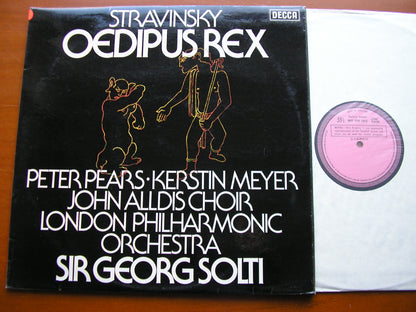 STRAVINSKY
DECCA
OEDIPUS REX
PETER PEARS·KERSTIN MEYER
JOHN ALLDIS CHOIR
LONDON PHILHARMONIC
ORCHESTRA
SIR GEORG SOLTI